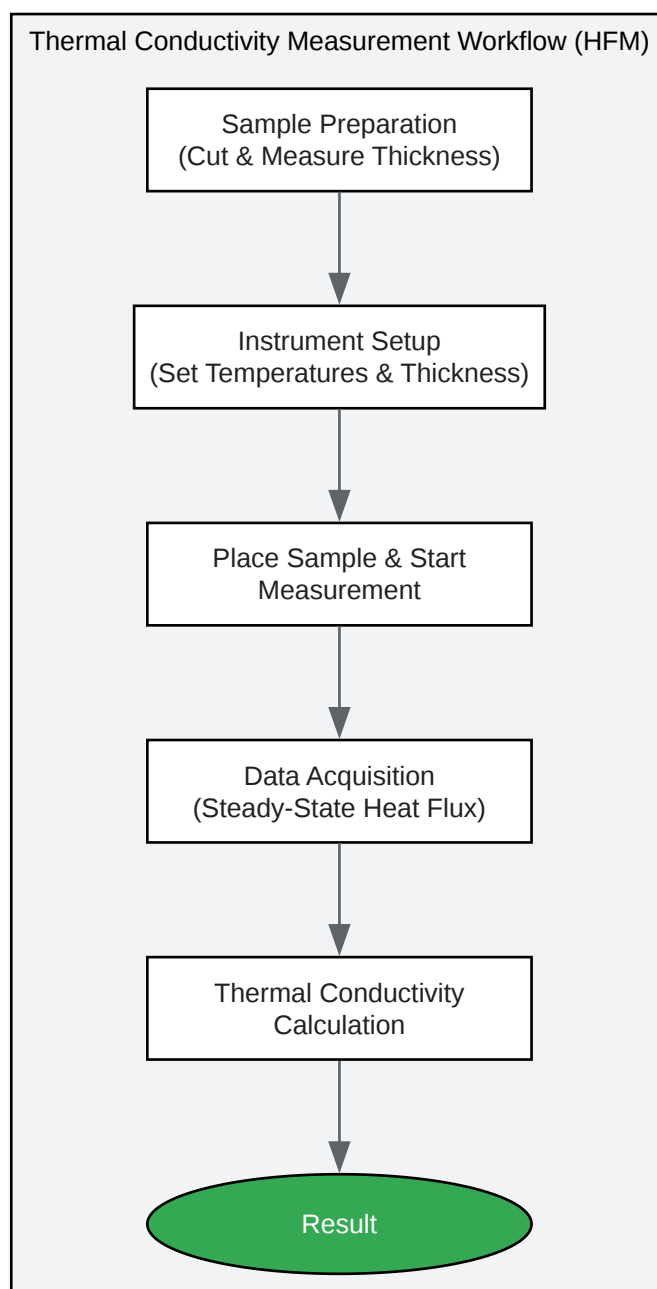 Thermal Conductivity Measurement Workflow (HFM)
Sample Preparation
(Cut & Measure Thickness)
Instrument Setup
(Set Temperatures & Thickness)
Place Sample & Start
Measurement
Data Acquisition
(Steady-State Heat Flux)
Thermal Conductivity
Calculation
Result